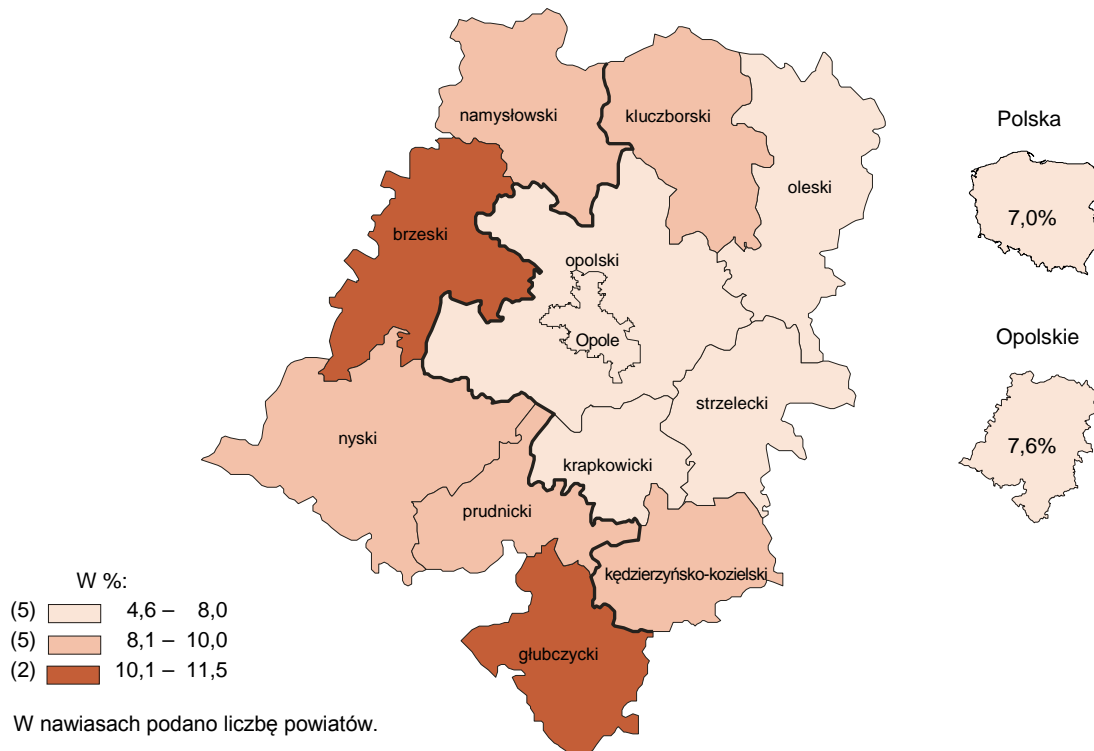 namysłowski
kluczborski
oleski
brzeski
opolski
Opole
strzelecki
nyski
krapkowicki
prudnicki
kędzierzyńsko-kozielski
głubczycki
Polska
7,0%
Opolskie
7,6%
W %:
(5) 4,6 – 8,0
(5) 8,1 – 10,0
(2) 10,1 – 11,5
W nawiasach podano liczbę powiatów.